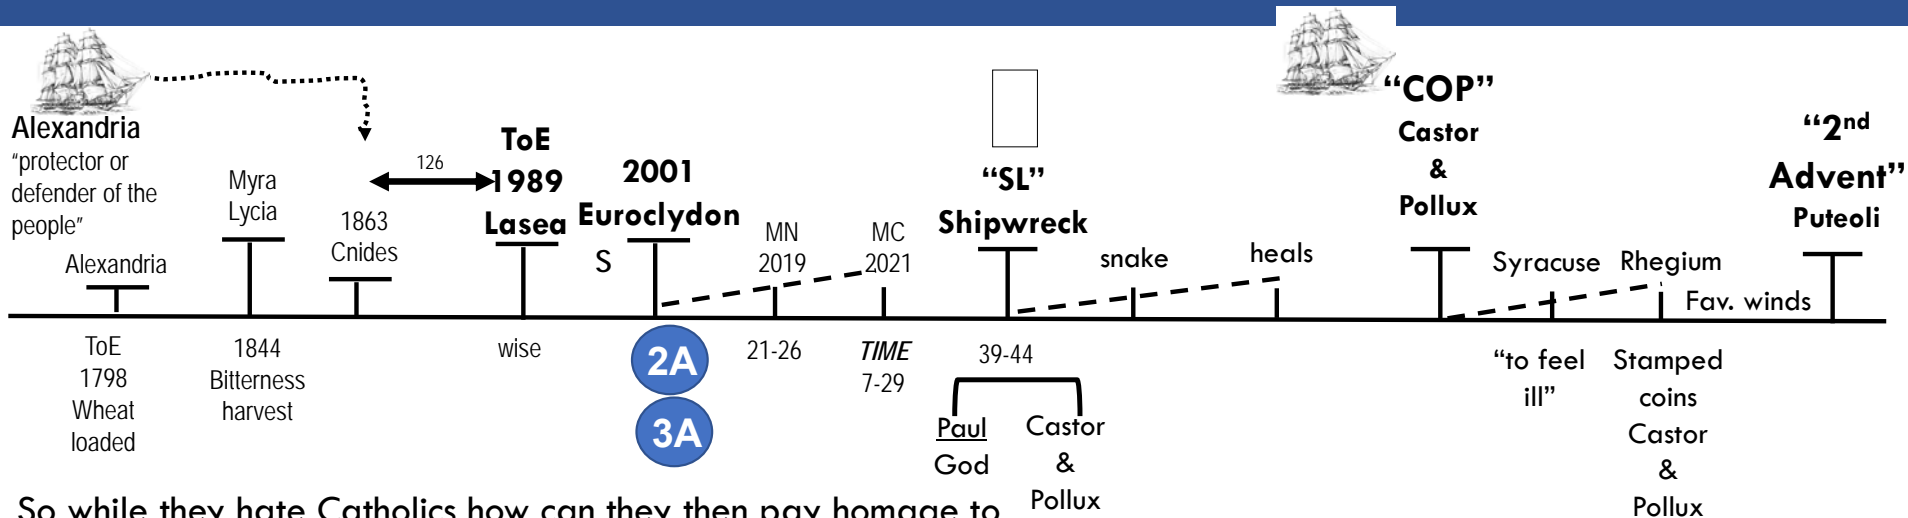 Alexandria
"protector or
defender of the
people"
Alexandria
ToE
1798
Wheat
loaded
Myra
Lycia
1844
Bitterness
harvest
1863
Cnides
126
ToE
1989
Lasea
wise
2001
Euroclydon
S
2A
3A
MN
2019
21-26
MC
2021
TIME
7-29
“SL”
Shipwreck
39-44
Paul
God
Castor
&
Pollux
snake
heals
“COP”
Castor
&
Pollux
Syracuse
“to feel
ill”
Rhegium
Stamped
coins
Castor
&
Pollux
Fav. winds
“2nd
Advent”
Puteoli
So while they hate Catholics how can they then pay homage to